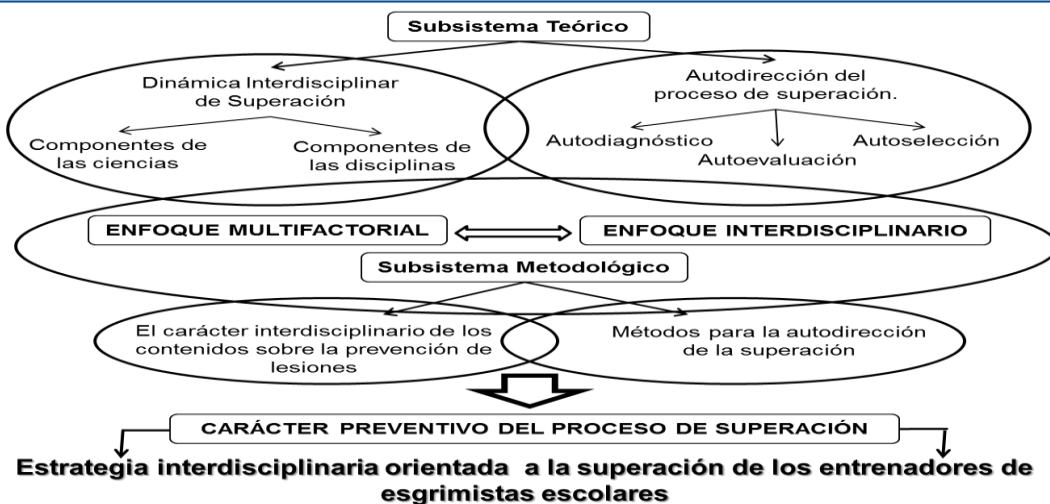 Subsistema Teórico
Dinámica Interdisciplinar
de Superación
Componentes de
las ciencias
Componentes de
las disciplinas
Autodirección del
proceso de superación.
Autodiagnóstico
Autoevaluación
Autoselección
ENFOQUE MULTIFACTORIAL
ENFOQUE INTERDISCIPLINARIO
Subsistema Metodológico
El carácter interdisciplinario de los
contenidos sobre la prevención de
lesiones
Métodos para la autodirección
de la superación
CARÁCTER PREVENTIVO DEL PROCESO DE SUPERACIÓN
Estrategia interdisciplinaria orientada a la superación de los entrenadores de
esgrimistas escolares